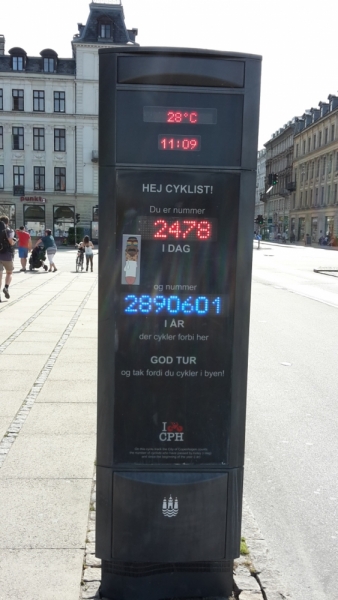 28°C
11:09
HEJ CYKLIST!
Du er nummer
2478
I DAG
og nummer
2890601
I ÅR
der cykler forbi her
GOD TUR
og tak fordi du cykler i byen!
I
CPH